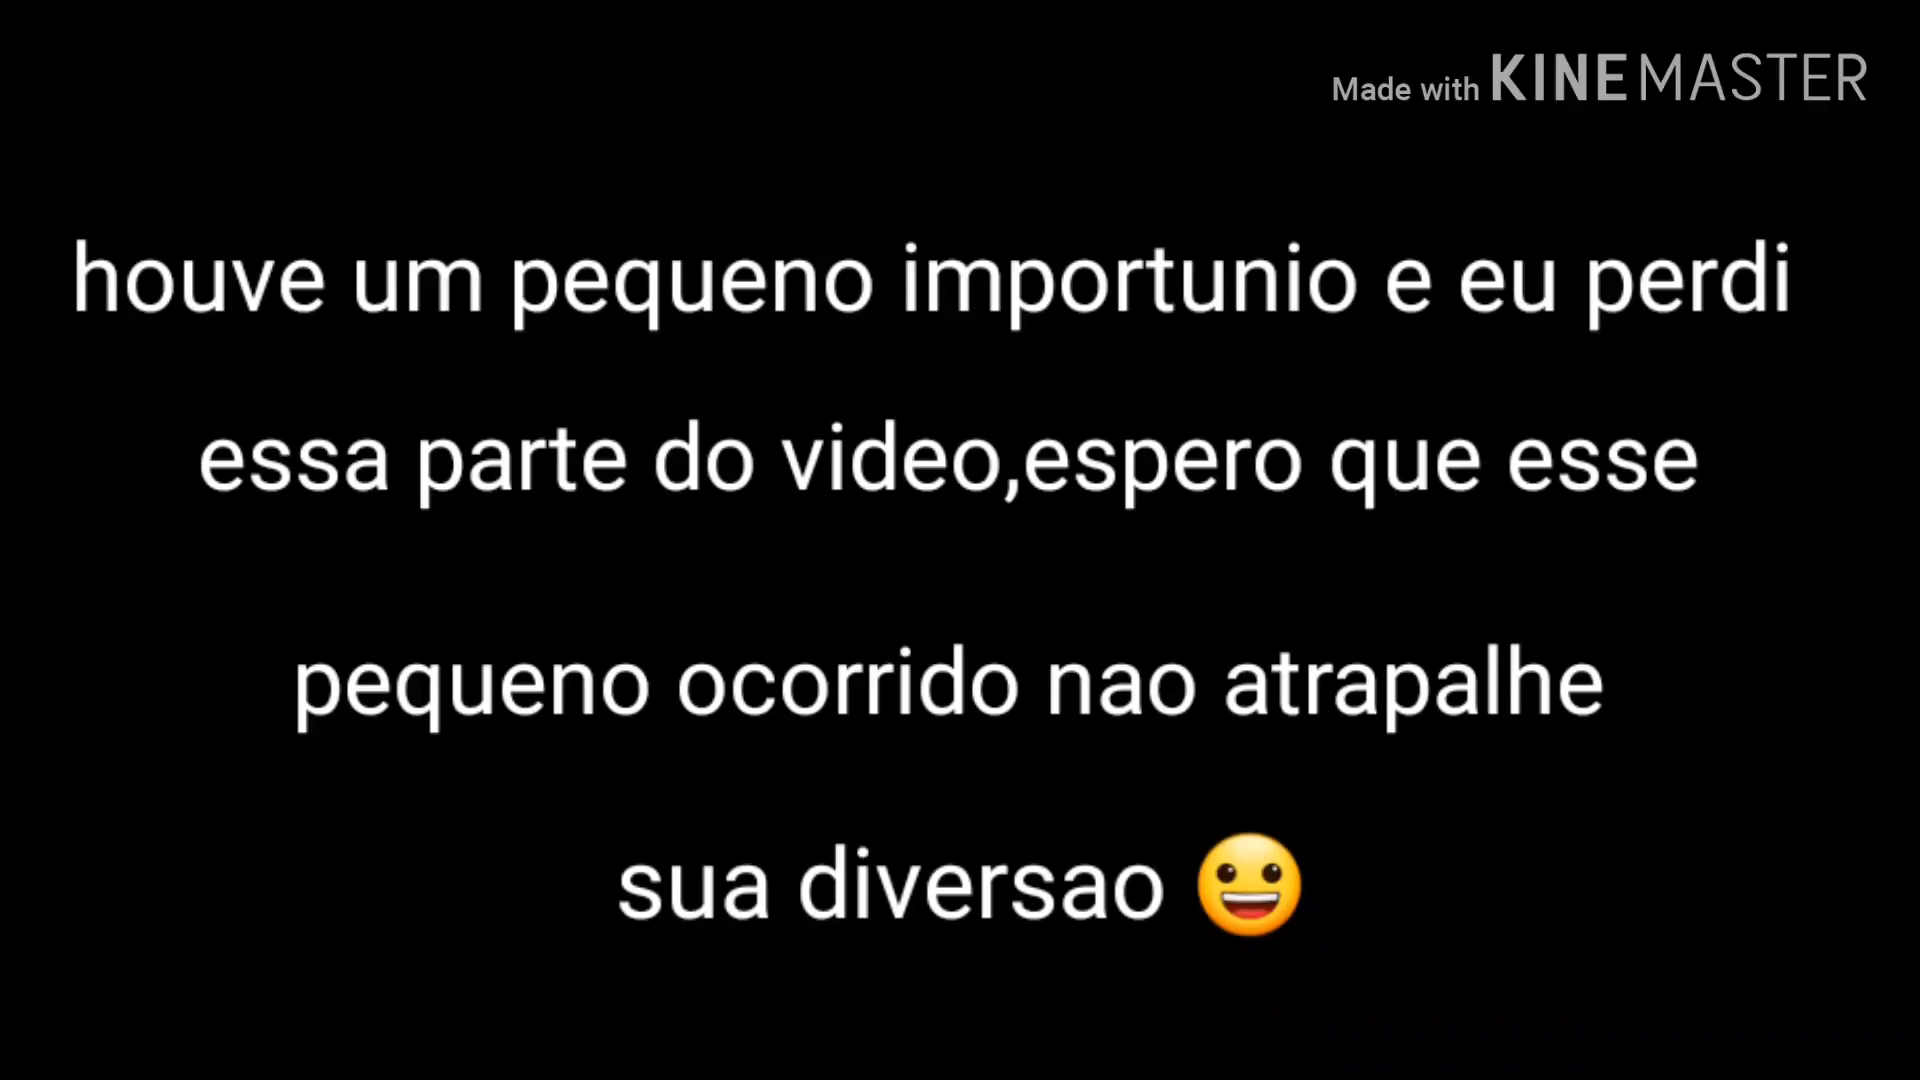 Made with KINEMASTER
houve um pequeno importunio e eu perdi
essa parte do video,espero que esse
pequeno ocorrido nao atrapalhe
sua diversao 😀